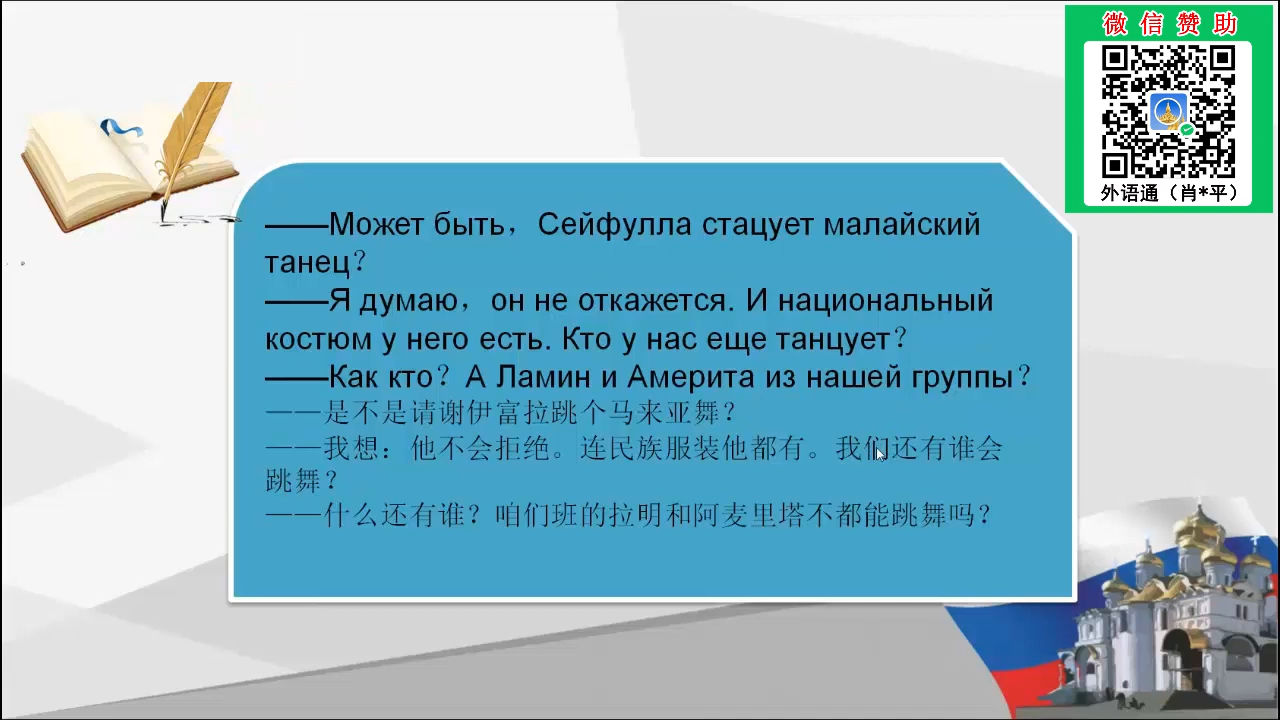 微信赞助
外语通（肖*平）
——Может быть，Сейфулла стацует малайский
танец？
——Я думаю，он не откажется. И национальный
костюм у него есть. Кто у нас еще танцует？
——Как кто？А Ламин и Америта из нашей группы？
——是不是请谢伊富拉跳个马来亚舞？
——我想：他不会拒绝。连民族服装他都有。我们还有谁会
跳舞？
——什么还有谁？咱们班的拉明和阿麦里塔不都能跳舞吗？